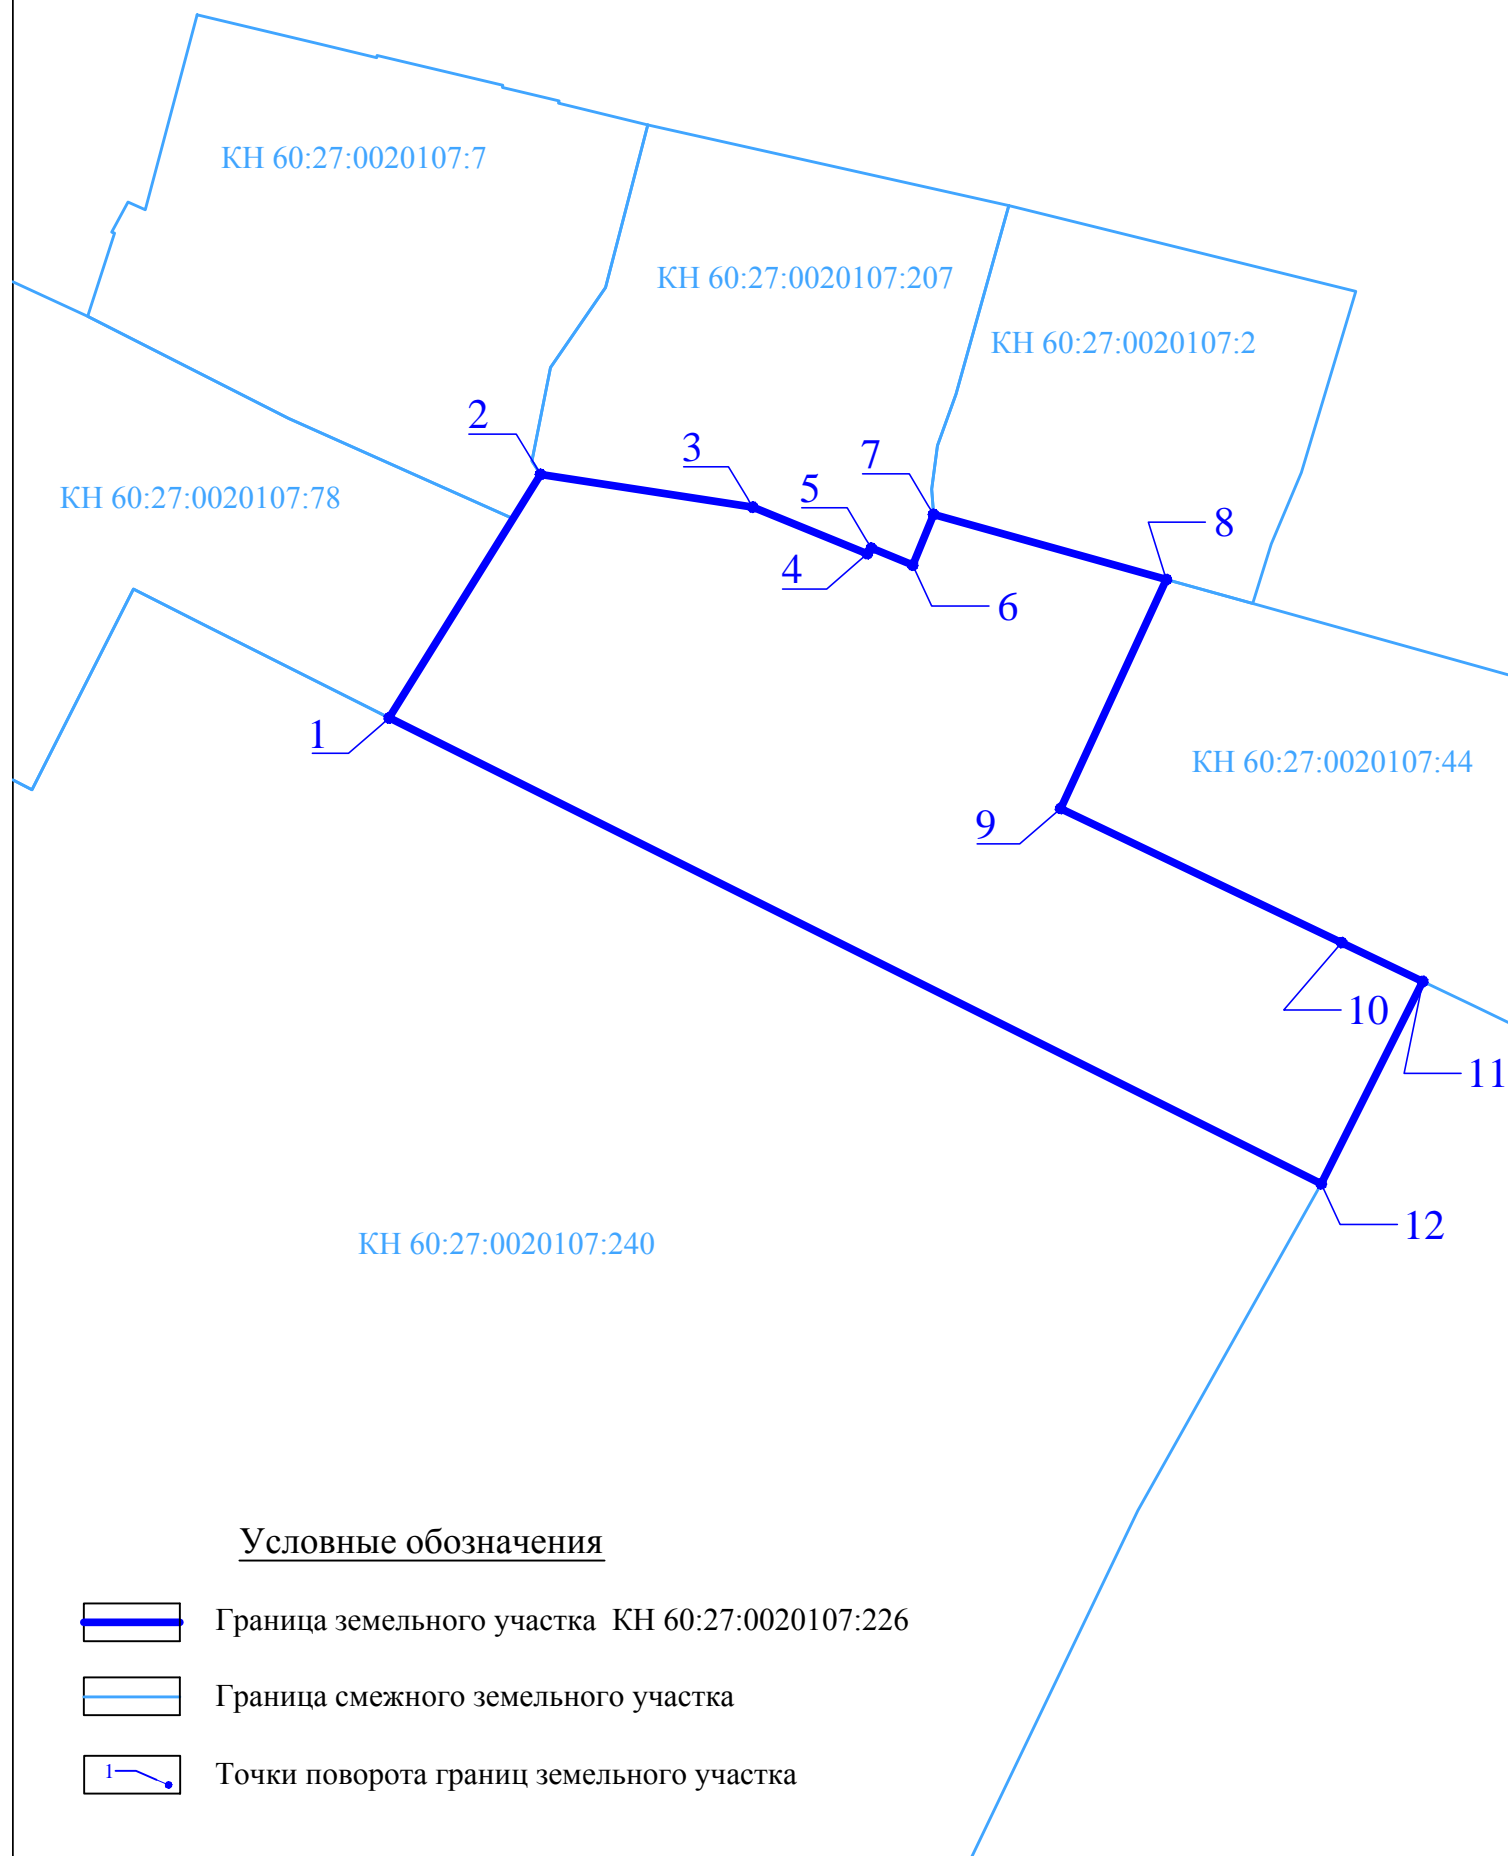 КН 60:27:0020107:7
КН 60:27:0020107:207
КН 60:27:0020107:2
2
3
7
КН 60:27:0020107:78
5
8
4
6
1
КН 60:27:0020107:44
9
10
11
12
КН 60:27:0020107:240
Условные обозначения
Граница земельного участка КН 60:27:0020107:226
Граница смежного земельного участка
1
Точки поворота границ земельного участка